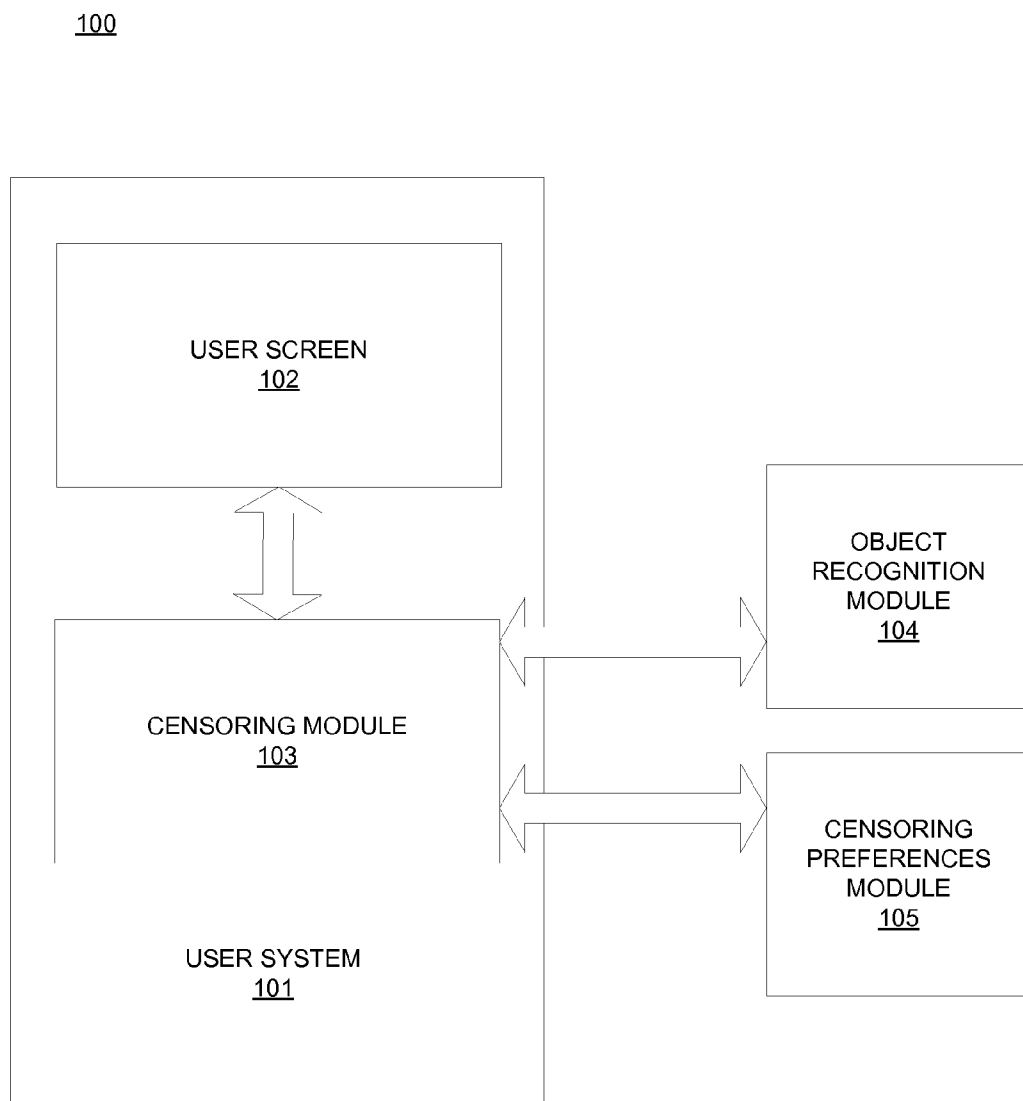 100
USER SCREEN
102
OBJECT
RECOGNITION
MODULE
104
CENSORING MODULE
103
CENSORING
PREFERENCES
MODULE
105
USER SYSTEM
101